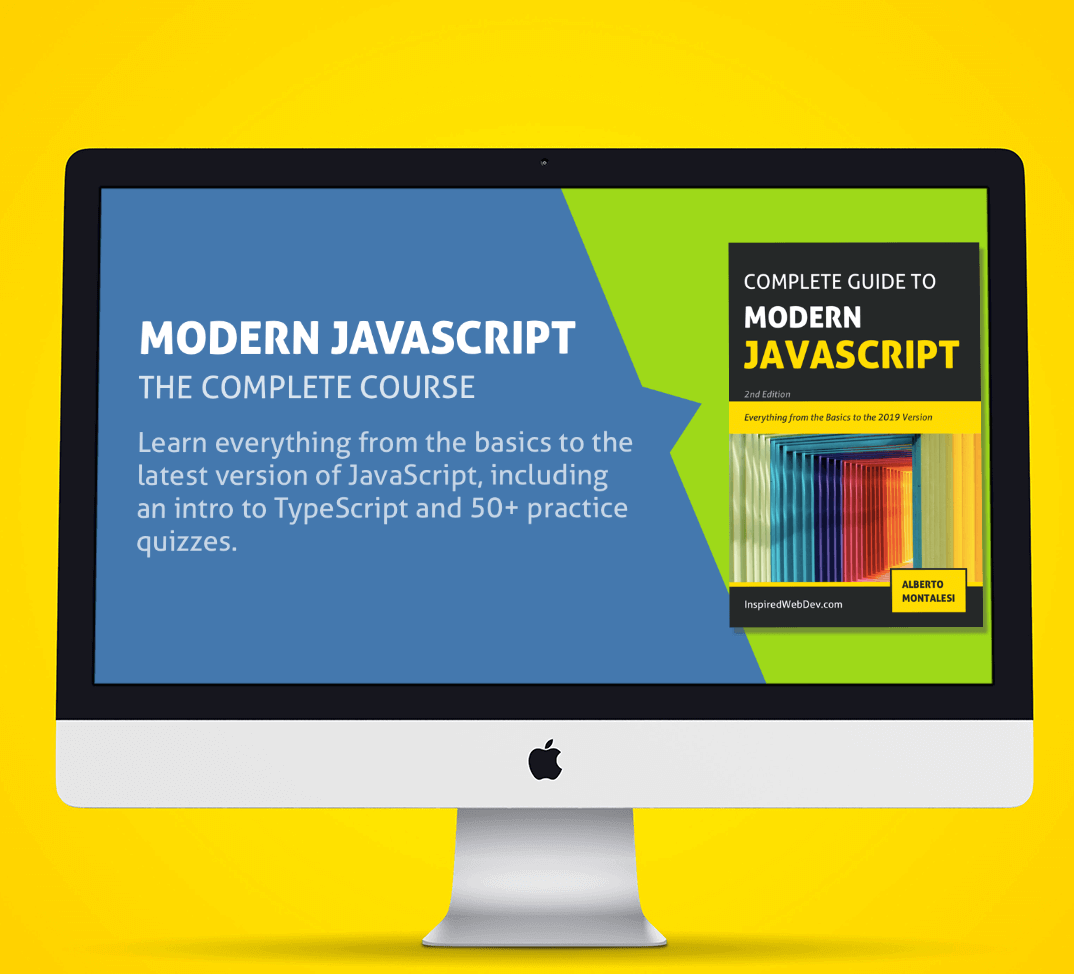 MODERN JAVASCRIPT
THE COMPLETE COURSE
Learn everything from the basics to the
latest version of JavaScript, including
an intro to TypeScript and 50+ practice
quizzes.
COMPLETE GUIDE TO
MODERN
JAVASCRIPT
2nd Edition
Everything from the Basics to the 2019 Version
InspiredWebDev.com
ALBERTO
MONTALESI